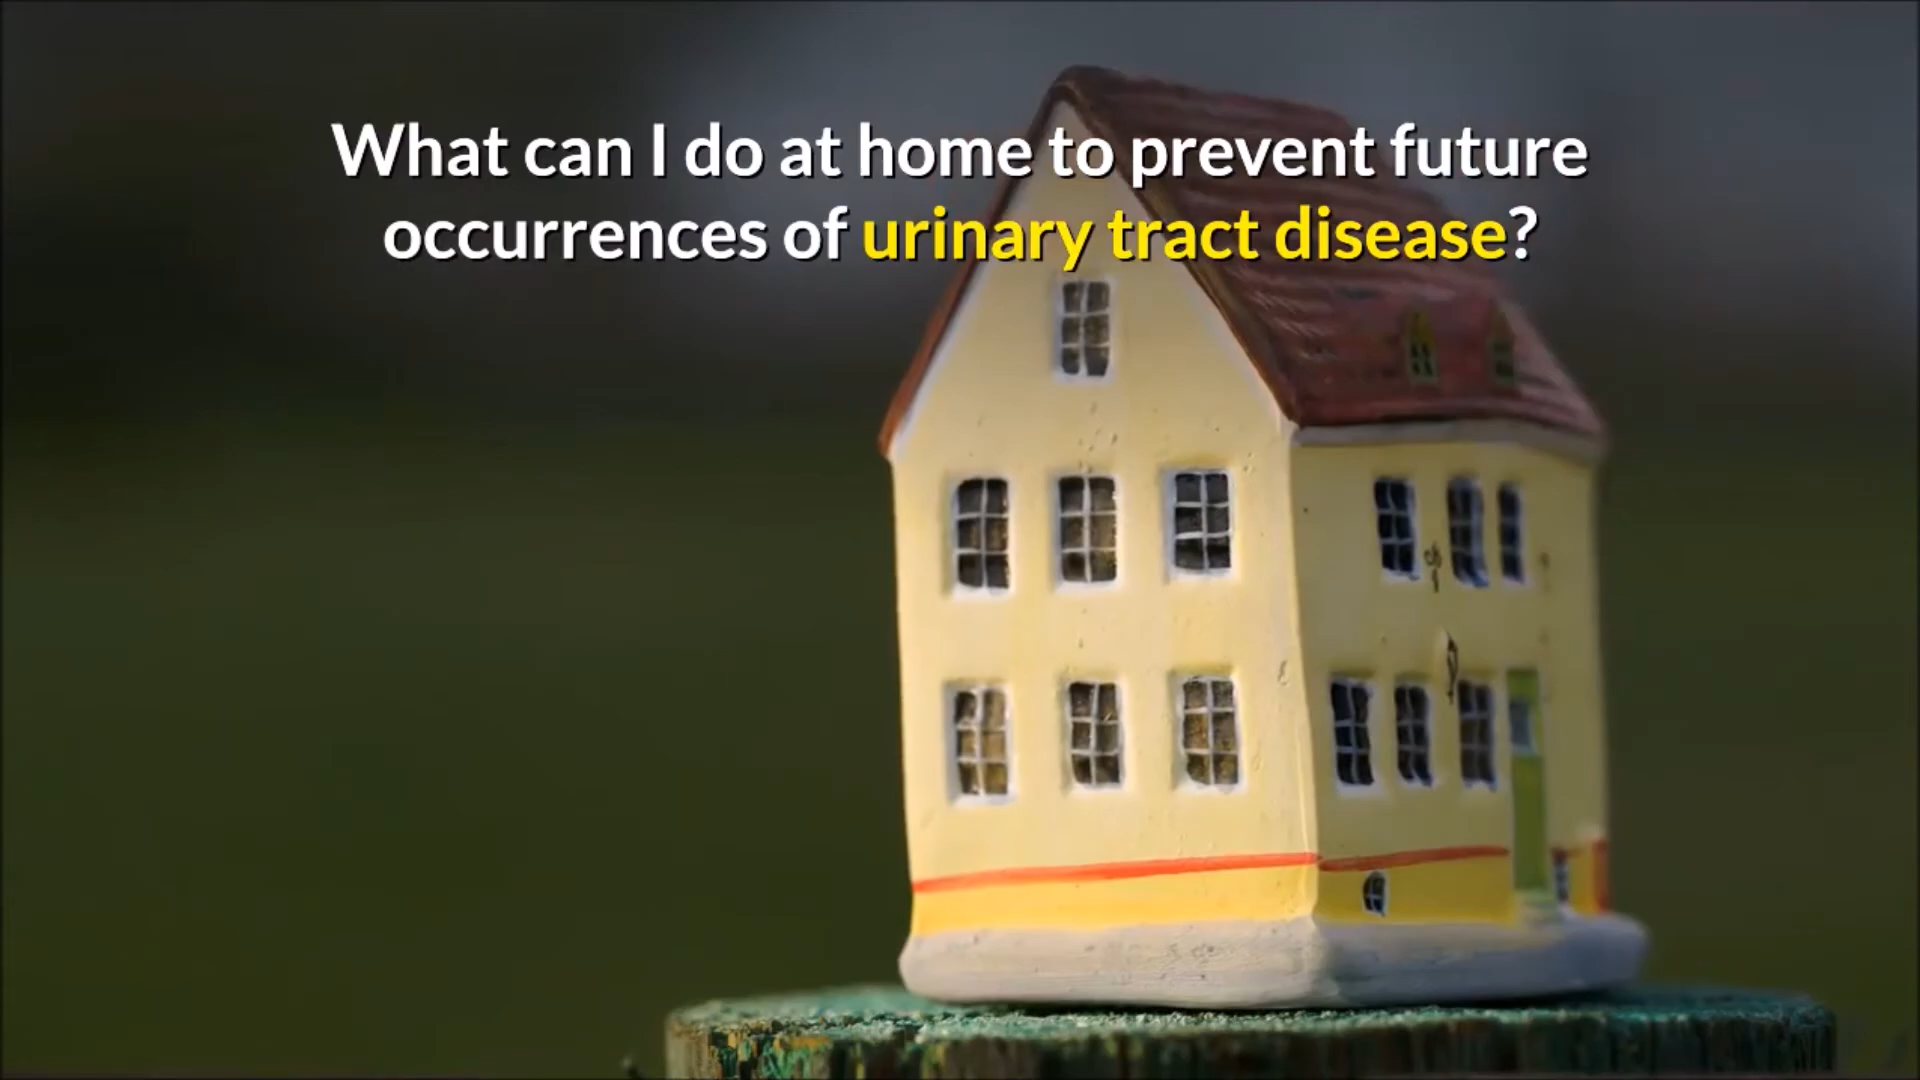 What can I do at home to prevent future
occurrences of urinary tract disease?